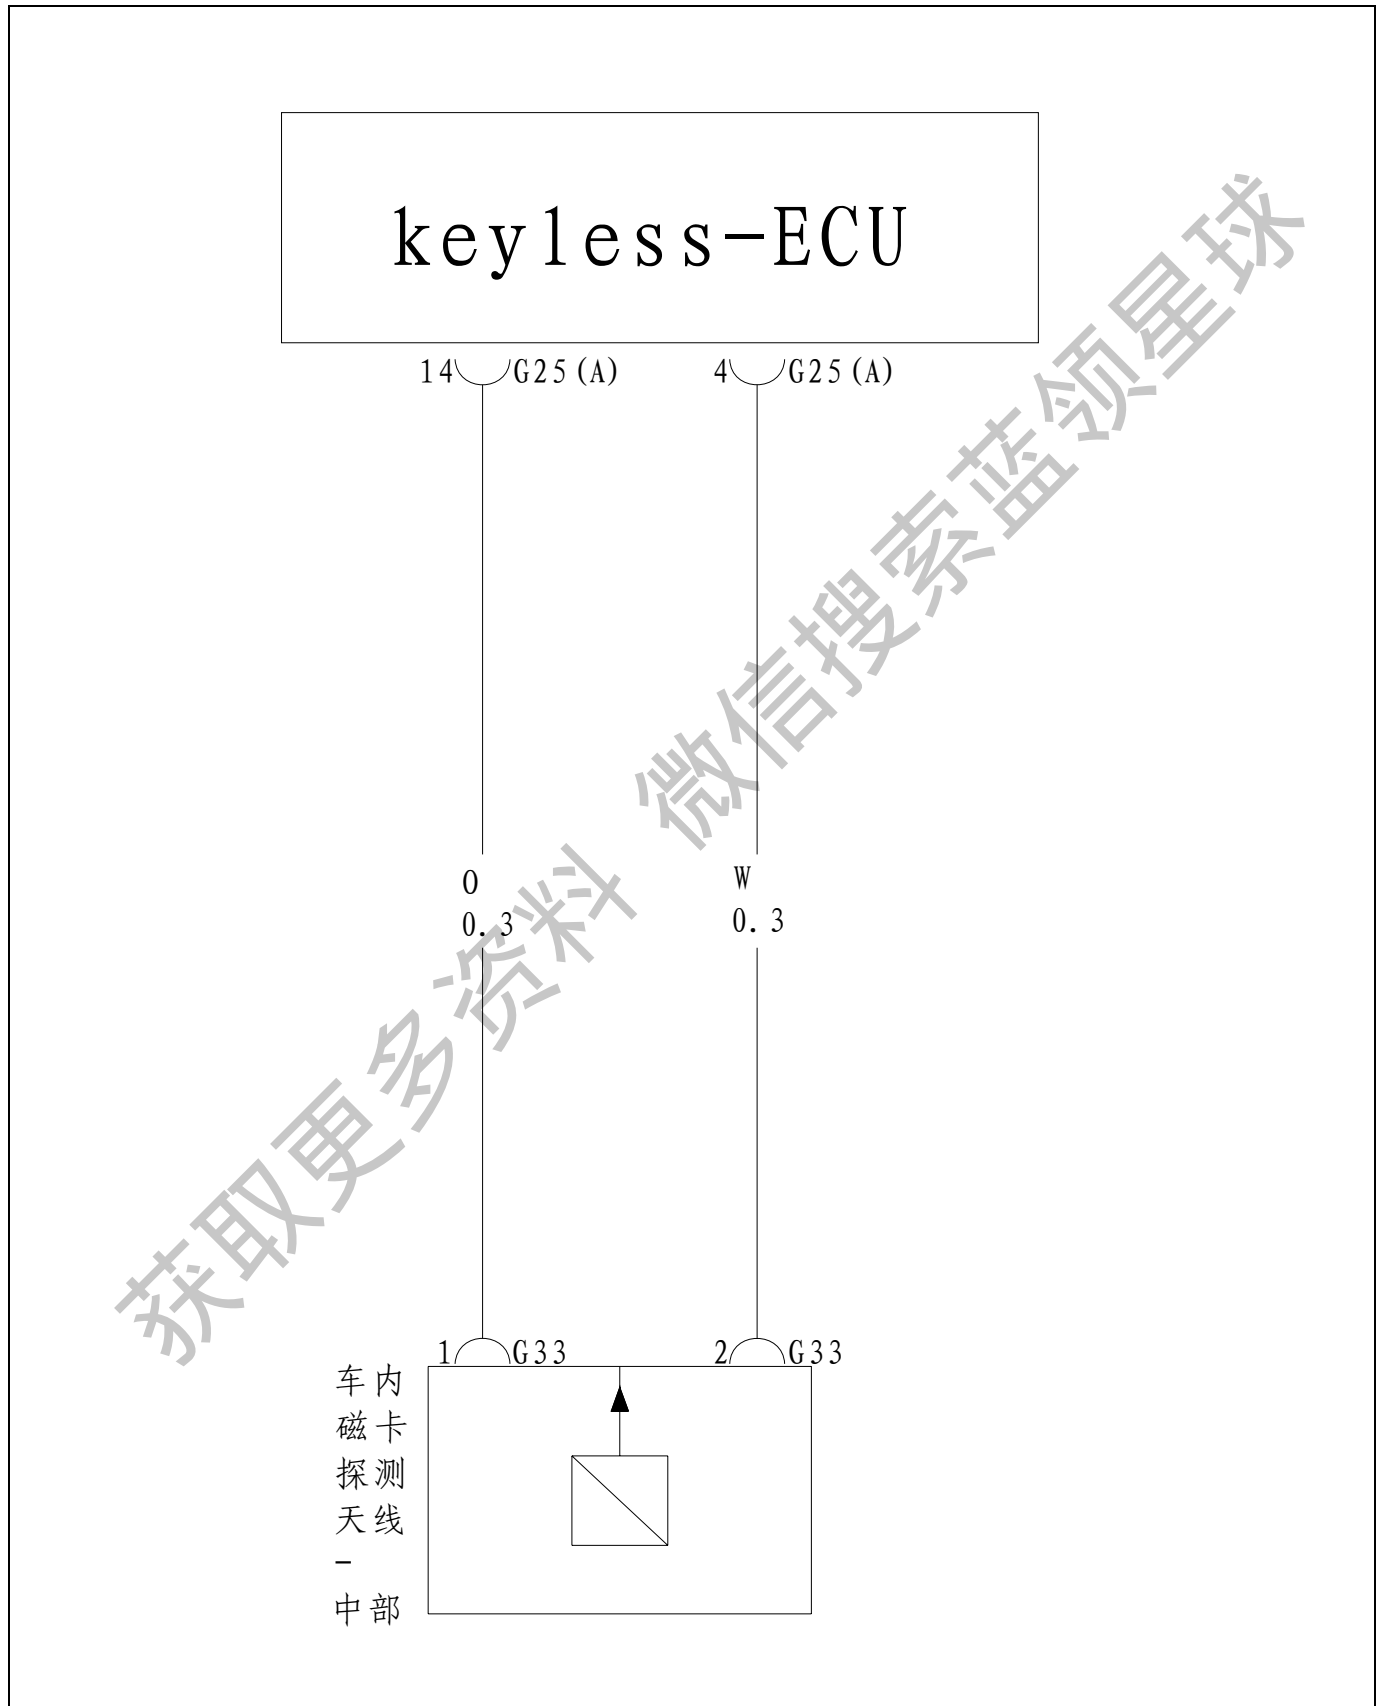 keyless-ECU
14 G25(A) 4 G25(A)
O W
0.3 0.3
1 G33 2 G33
车内
磁卡
探测
天线
-
中部
获取更多资料 微信搜索蓝领星球